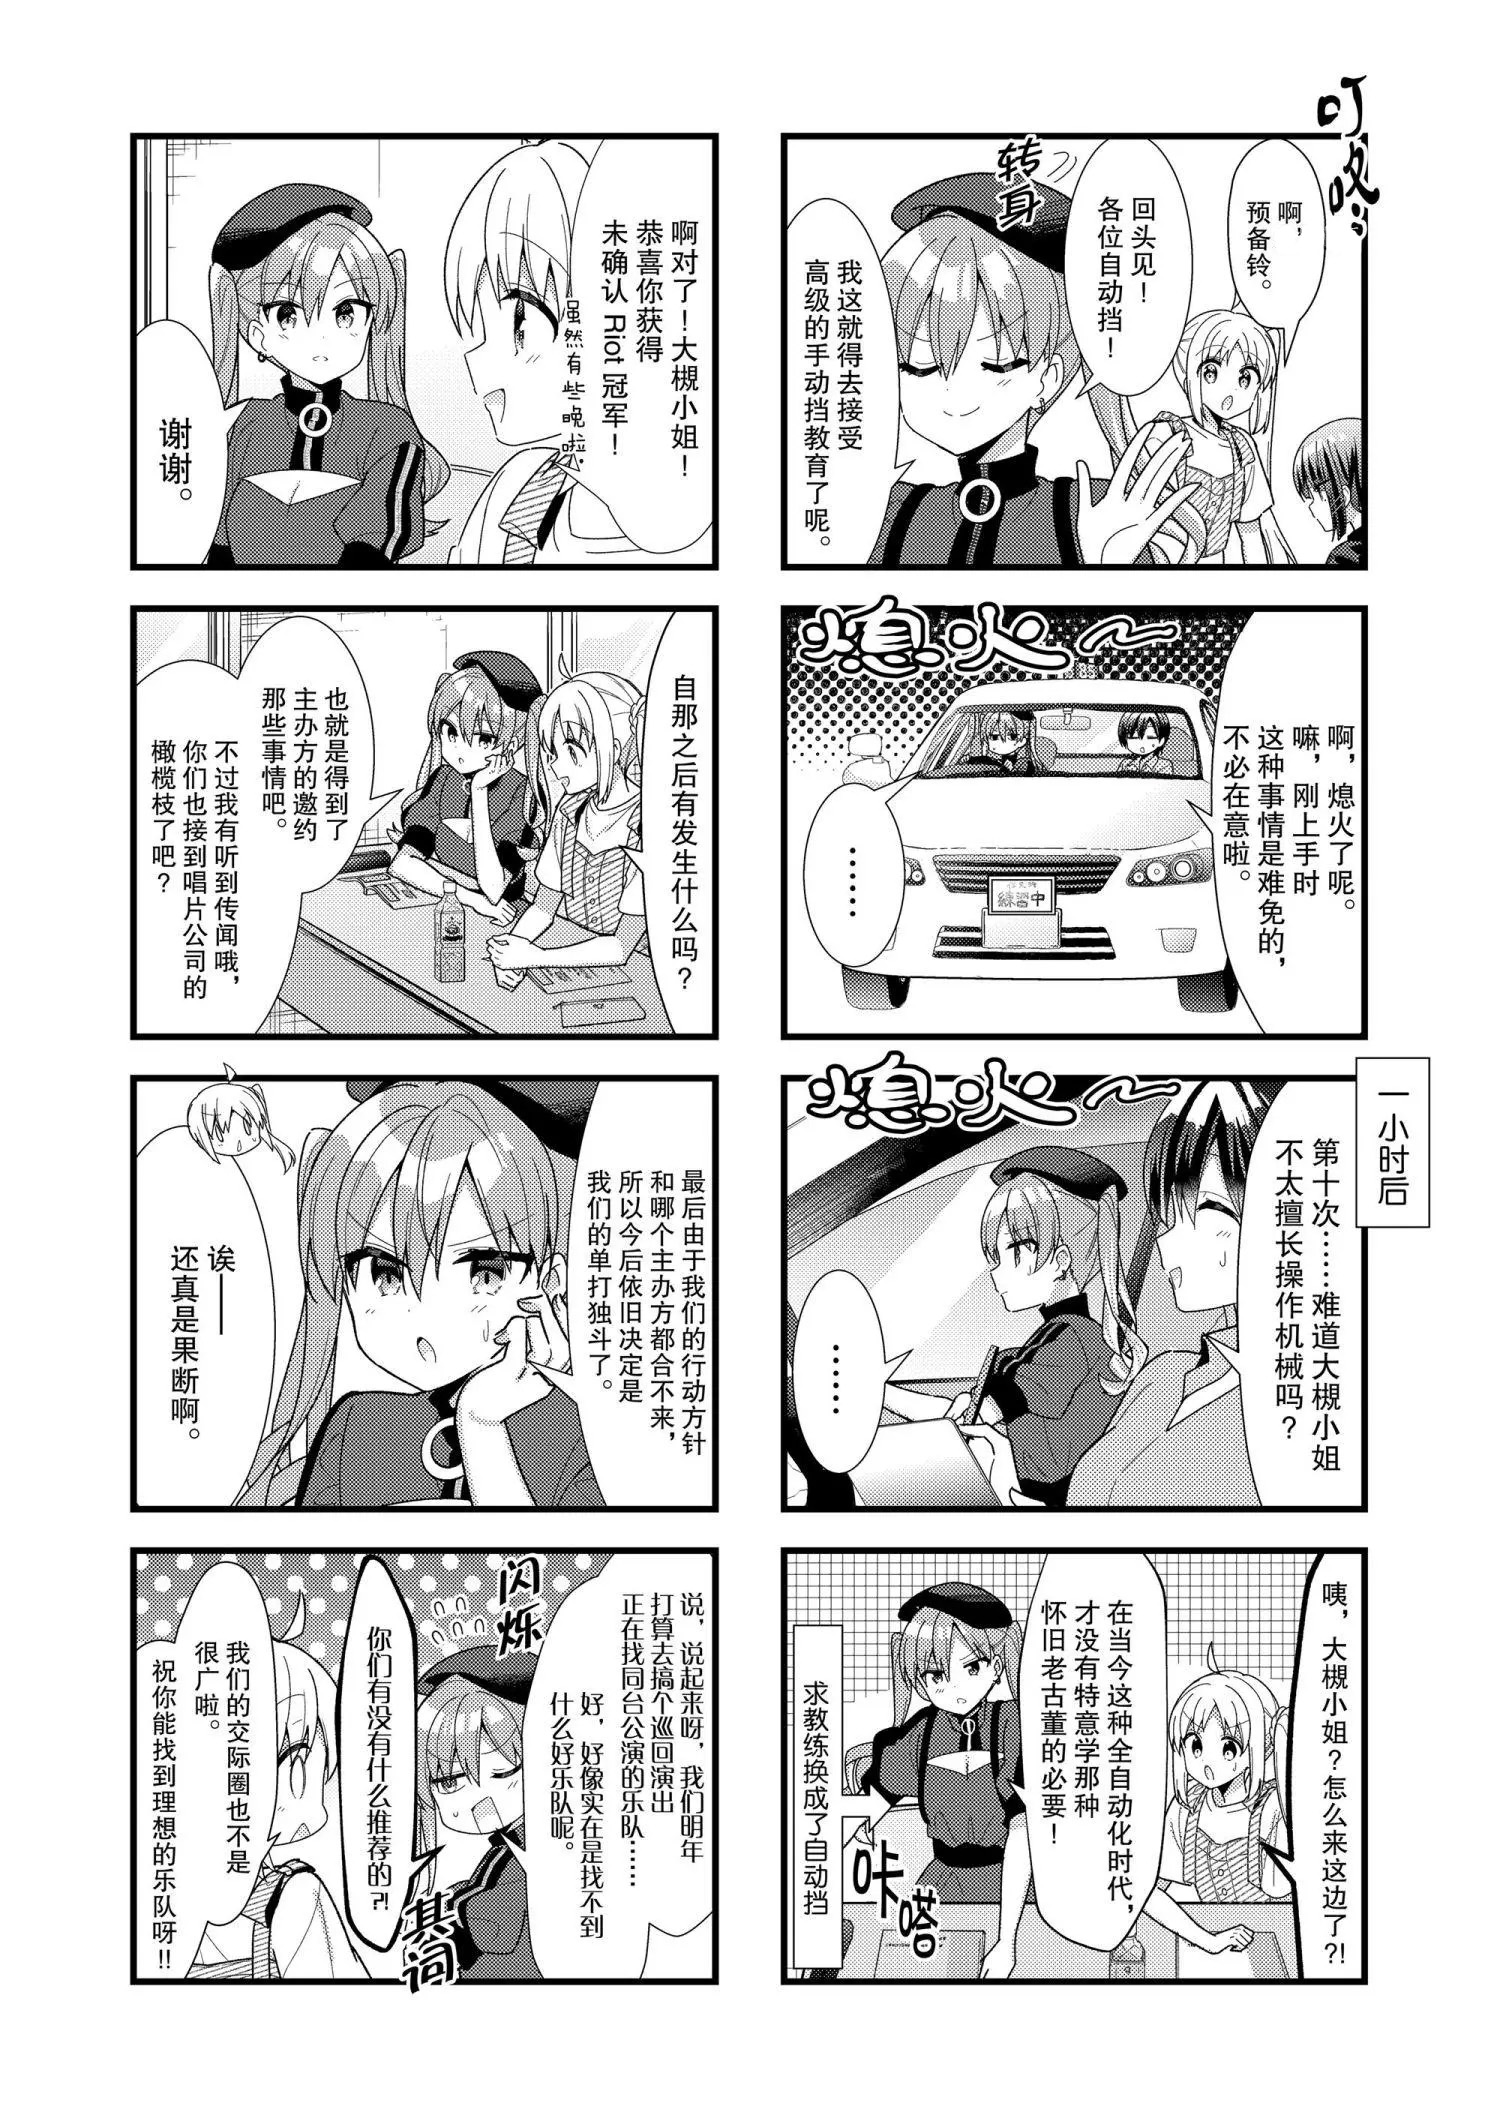 叮咚
啊，
预备铃。
回头见！
各位自动挡！
转身
我这就得去接受
高级的手动挡教育了呢。
熄火～
啊，熄火了呢。
嘛，刚上手时
这种事情是难免的，
不必在意啦。
……
練習中
一小时后
熄火～
第十次……难道大槻小姐
不太擅长操作机械吗？
……
咦，大槻小姐？怎么来这边了？！
在当今这种全自动化时代，
才没有特意学那种
怀旧老古董的必要！
咔嗒
求教练换成了自动挡
啊对了！大槻小姐！
恭喜你获得
未确认 Riot 冠军！
虽然有些晚啦.
谢谢。
自那之后有发生什么吗？
也就是得到了
主办方的邀约
那些事情吧。
不过我有听到传闻哦，
你们也接到唱片公司的
橄榄枝了吧？
最后由于我们的行动方针
和哪个主办方都合不来，
所以今后依旧决定是
我们的单打独斗了。
诶——
还真是果断啊。
说，说起来呀，我们明年
打算去搞个巡回演出
正在找同台公演的乐队……
好，好像实在是找不到
什么好乐队呢。
闪烁
你们有没有什么推荐的？！
其词
我们的交际圈也不是
很广啦。
祝你能找到理想的乐队呀！！